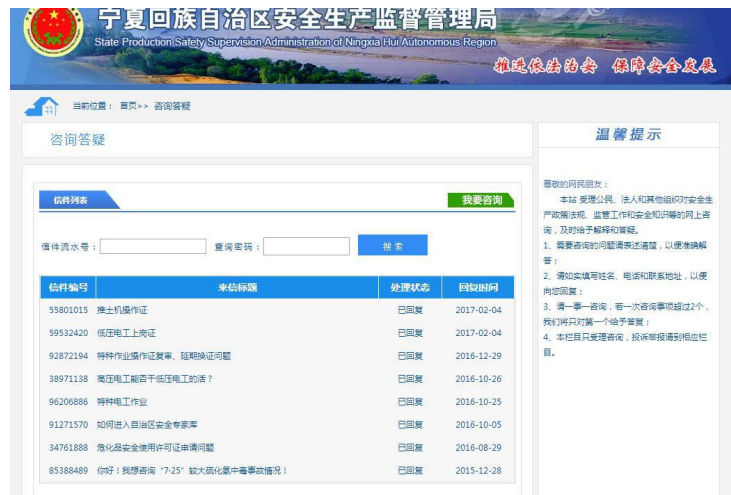 宁夏回族自治区安全生产监督管理局
State Production Safety Supervision Administration of Ningxia Hui Autonomous Region
推进依法治安 保障安全发展
当前位置： 首页>> 咨询答疑
咨询答疑
信件列表
我要咨询
信件流水号：
查询密码：
搜 索
信件编号 来信标题 处理状态 回复时间
55801015 推土机操作证 已回复 2017-02-04
59532420 低压电工上岗证 已回复 2017-02-04
92872194 特种作业操作证复审、延期换证问题 已回复 2016-12-29
38971138 高压电工能否干低压电工的活？ 已回复 2016-10-26
96206886 特种电工作业 已回复 2016-10-25
91271570 如何进入自治区安全专家库 已回复 2016-10-05
34761888 危化品安全使用许可证申请问题 已回复 2016-08-29
85388489 你好！我想咨询“7·25”较大硫化氢中毒事故情况！ 已回复 2015-12-28
温馨提示
尊敬的网民朋友：
本站 受理公民、法人和其他组织对安全生
产政策法规、监管工作和安全知识等的网上咨
询，及时给予解释和答疑。
1、需要咨询的问题请表述清楚，以便准确解
答；
2、请如实填写姓名、电话和联系地址，以便
向您回复；
3、请一事一咨询，若一次咨询事项超过2个，
我们将只对第一个给予答复；
4、本栏目只受理咨询，投诉举报请到相应栏
目。